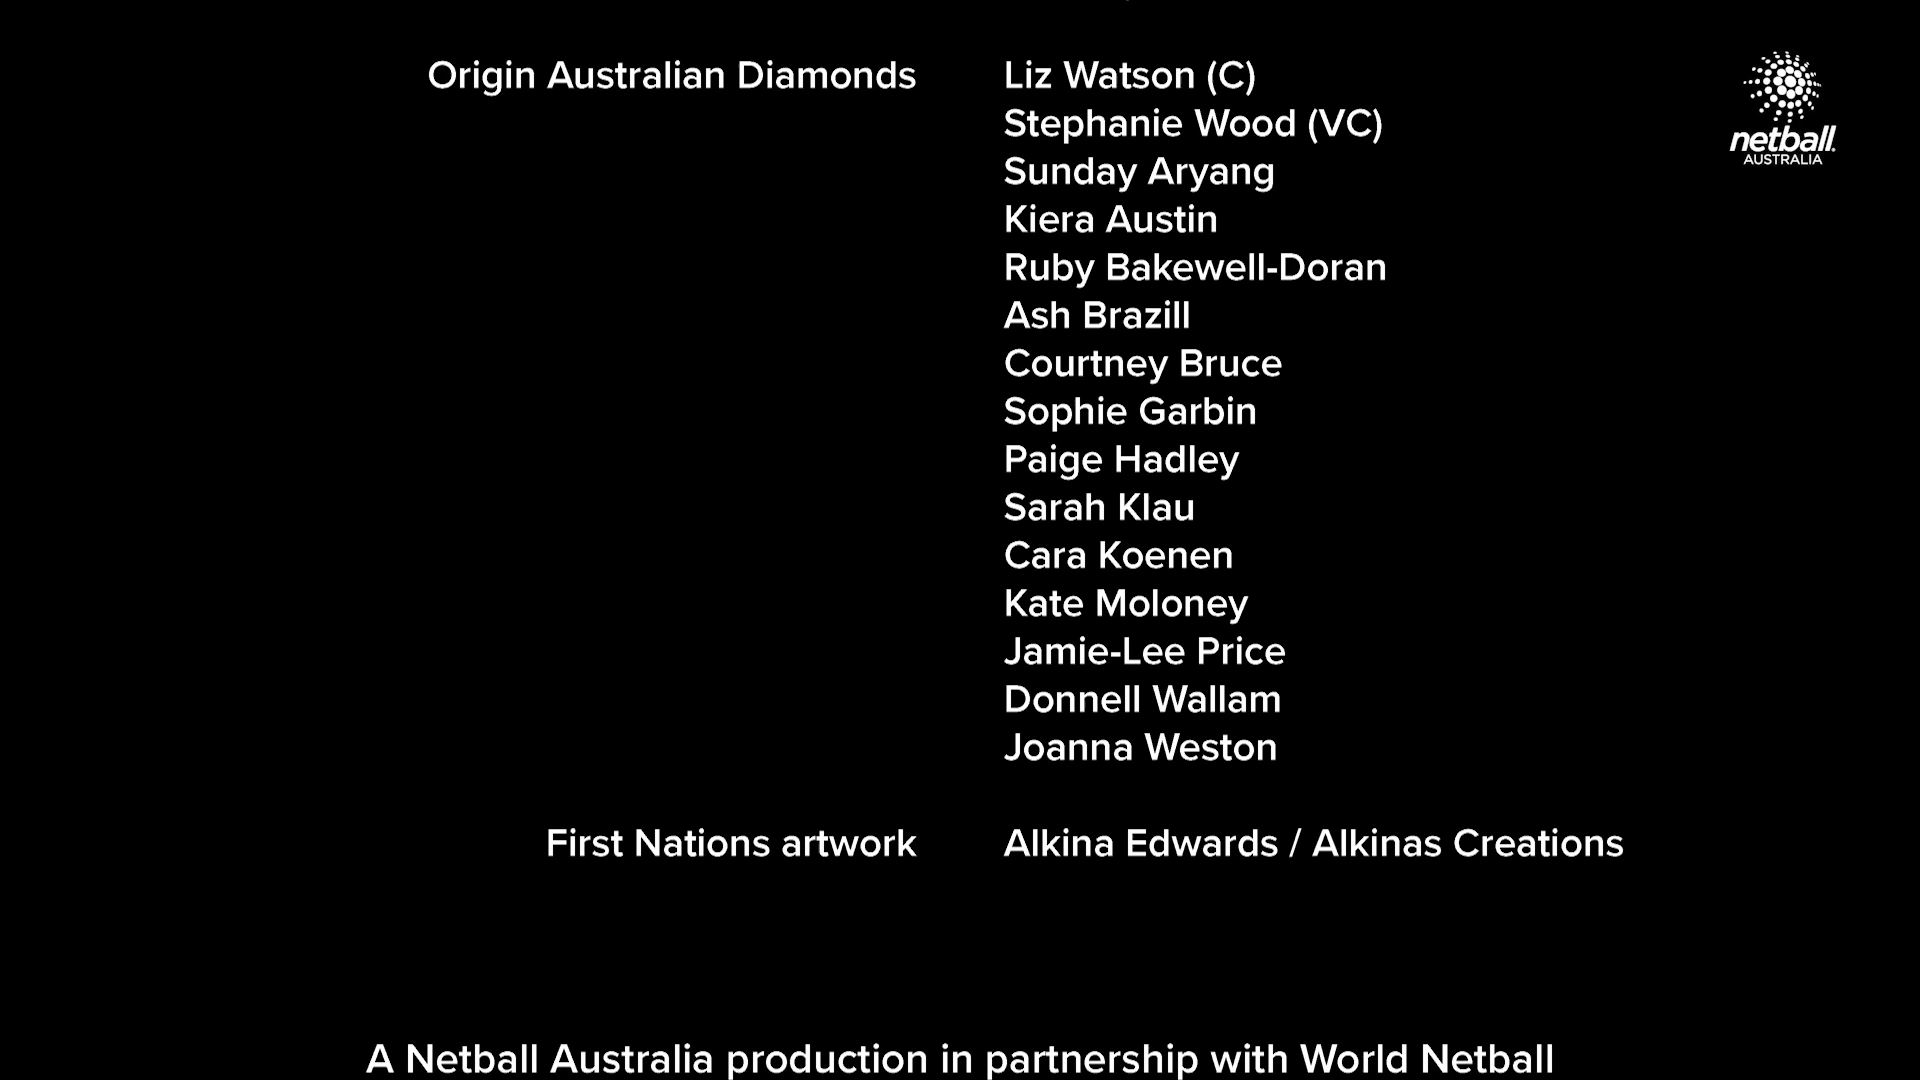 Origin Australian Diamonds Liz Watson (C)
Stephanie Wood (VC)
Sunday Aryang
Kiera Austin
Ruby Bakewell-Doran
Ash Brazill
Courtney Bruce
Sophie Garbin
Paige Hadley
Sarah Klau
Cara Koenen
Kate Moloney
Jamie-Lee Price
Donnell Wallam
Joanna Weston
First Nations artwork Alkina Edwards / Alkinas Creations
A Netball Australia production in partnership with World Netball
netball
AUSTRALIA